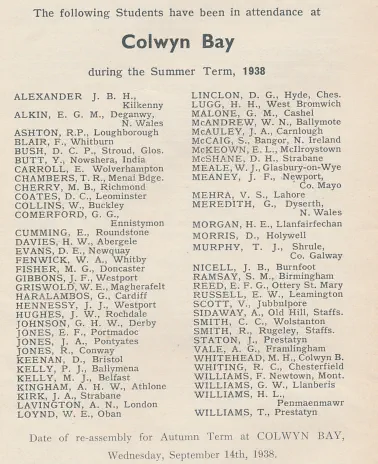 The following Students have been in attendance at
Colwyn Bay
during the Summer Term, 1938
ALEXANDER J. B. H.,
Kilkenny
ALKIN, E. G. M., Deganwy,
N. Wales
ASHTON, R.P., Loughborough
BLAIR, F., Whitburn
BUSH, D. C. P., Stroud, Glos.
BUTT, Y., Nowshera, India
CARROLL, E. Wolverhampton
CHAMBERS, T. R., Menai Bdge.
CHERRY, M. B., Richmond
COATES, D. C., Leominster
COLLINS, W., Buckley
COMERFORD, G. G.,
Ennistymon
CUMMING, E., Roundstone
DAVIES, H. W., Abergele
EVANS, D. E., Newquay
FENWICK, W. A., Whitby
FISHER, M. G., Doncaster
GIBBONS, J. F., Westport
GRISWOLD, W. E., Magherafelt
HARALAMBOS, G., Cardiff
HENNESSY, J. J., Westport
HUGHES, J. W., Rochdale
JOHNSON, G. H. W., Derby
JONES, E. F., Portmadoc
JONES, J. A., Pontyates
JONES, R., Conway
KEENAN, D., Bristol
KELLY, P. J., Ballymena
KELLY, M. J., Belfast
KINGHAM, A. H. W., Athlone
KIRK, J. A., Strabane
LAVINGTON, A. N., London
LOYND, W. E., Oban
LINCLON, D. G., Hyde, Ches.
LUGG, H. H., West Bromwich
MALONE, G. M., Cashel
McANDREW, W. N., Ballymote
McAULEY, J. A., Carnlough
McCAIG, S., Bangor, N. Ireland
McKEOWN, E. L., McIlroystown
McSHANE, D. H., Strabane
MEALE, W. J., Glasbury-on-Wye
MEANEY, J. F., Newport,
Co. Mayo
MEHRA, V. S., Lahore
MEREDITH, G., Dyserth,
N. Wales
MORGAN, H. E., Llanfairfechan
MORRIS, D., Holywell
MURPHY, T. J., Shrule,
Co. Galway
NICELL, J. B., Burnfoot
RAMSAY, S. M., Birmingham
REED, E. F. G., Ottery St. Mary
RUSSELL, E. W., Leamington
SCOTT, V., Jubbulpore
SIDAWAY, A., Old Hill, Staffs.
SMITH, C. C., Wolstanton
SMITH, R., Rugeley, Staffs.
STATON, J., Prestatyn
VALE, A. G., Framlingham
WHITEHEAD, M. H., Colwyn B.
WHITING, R. C., Chesterfield
WILLIAMS, F. Newtown, Mont.
WILLIAMS, G. W., Llanberis
WILLIAMS, H. L.,
Penmaenmawr
WILLIAMS, T., Prestatyn
Date of re-assembly for Autumn Term at COLWYN BAY,
Wednesday, September 14th, 1938.